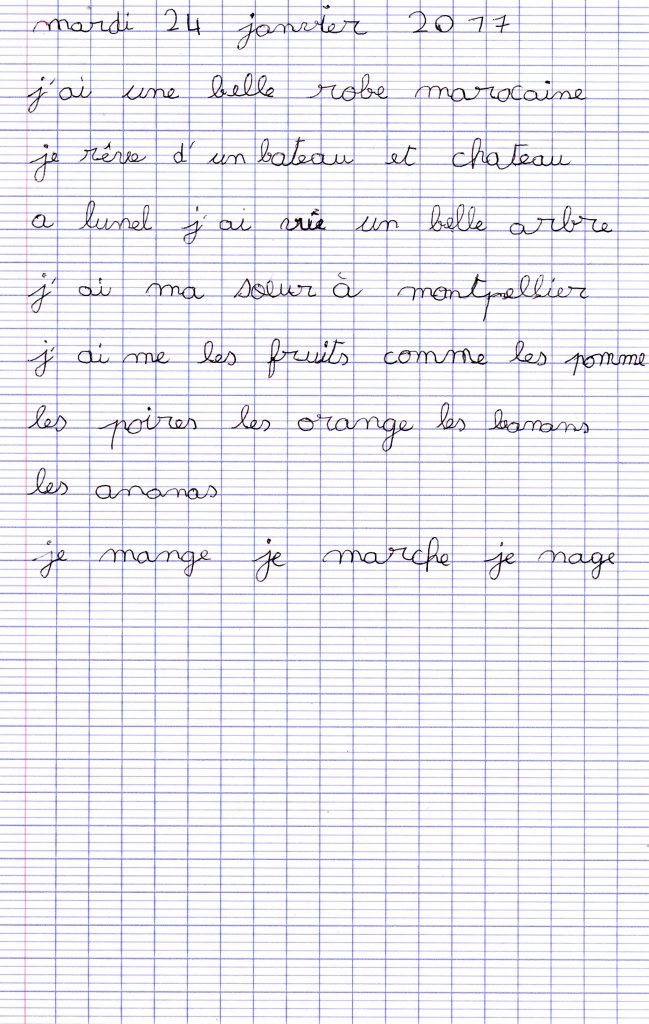 mardi 24 janvier 2017
j'ai une belle robe marocaine
je rêve d'un bateau et chateau
a lunel j'ai vûe un belle arbre
j'ai ma sœur à montpellier
j'ai me les fruits comme les pomme
les poires les orange les banans
les ananas
je mange je marche je nage